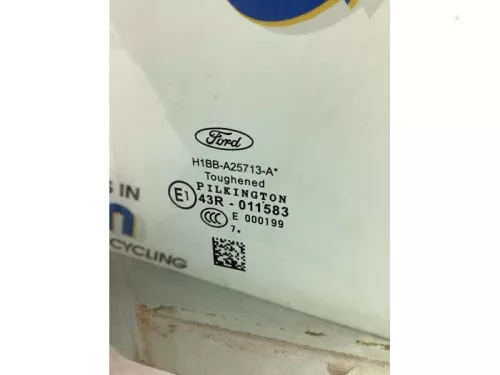 Ford
H1BB-A25713-A*
Toughened
PILKINGTON
E1 43R - 011583
CCC E 000199
7.
S IN
CYCLING